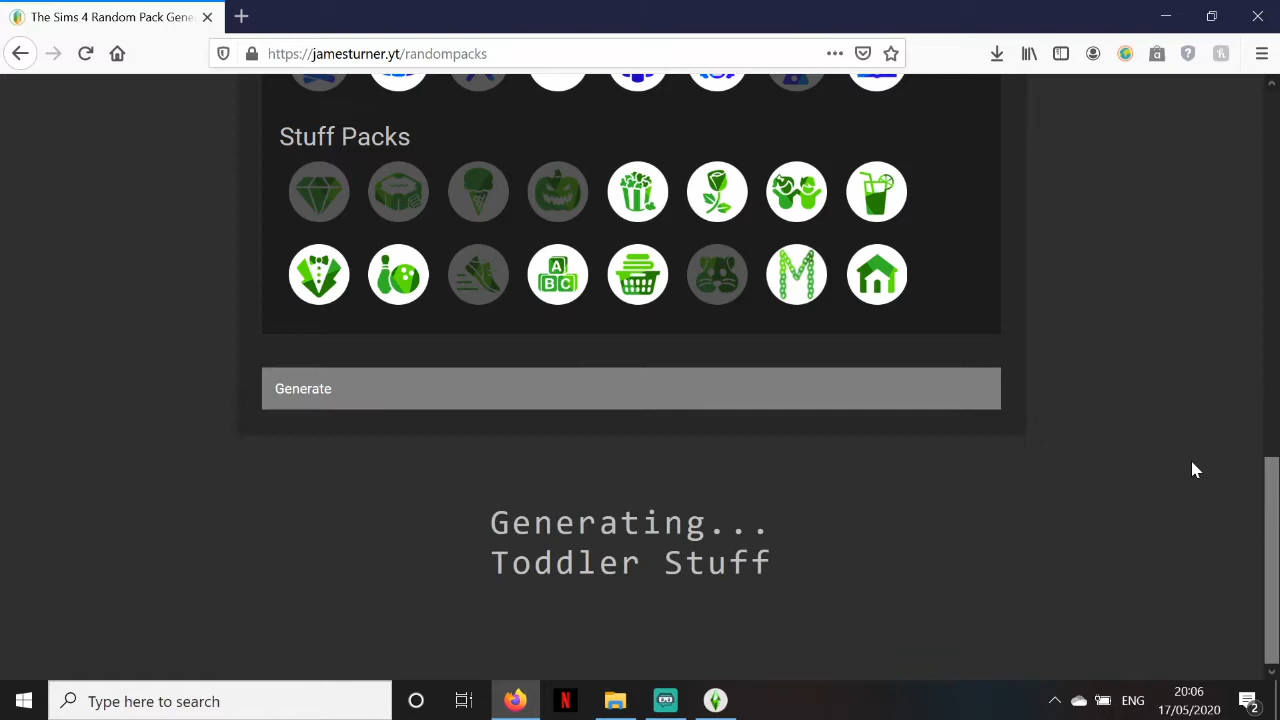 The Sims 4 Random Pack Gene
https://jamesturner.yt/randompacks
Stuff Packs
A
B C
M
Generate
Generating...
Toddler Stuff
Type here to search
N
ENG
20:06
17/05/2020
2